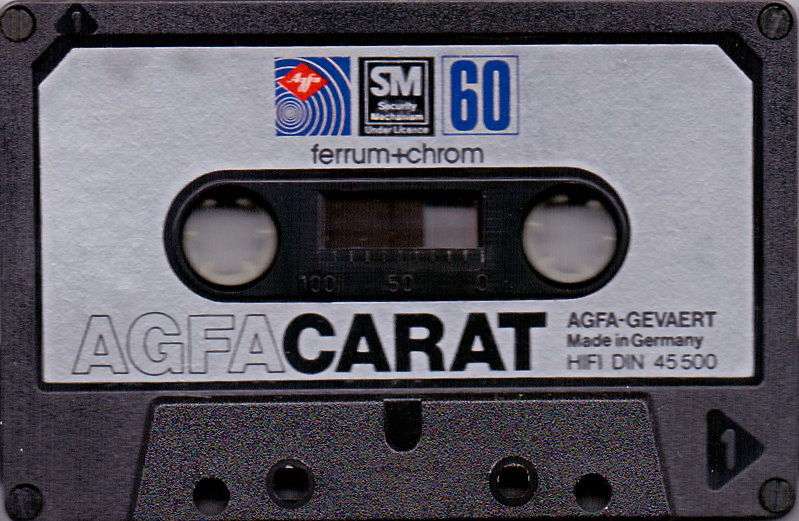 1
Agfa
SM
Security
Mechanism
Under Licence
60
ferrum+chrom
100 50 0
AGFACARAT
AGFA-GEVAERT
Made in Germany
HIFI DIN 45500
1